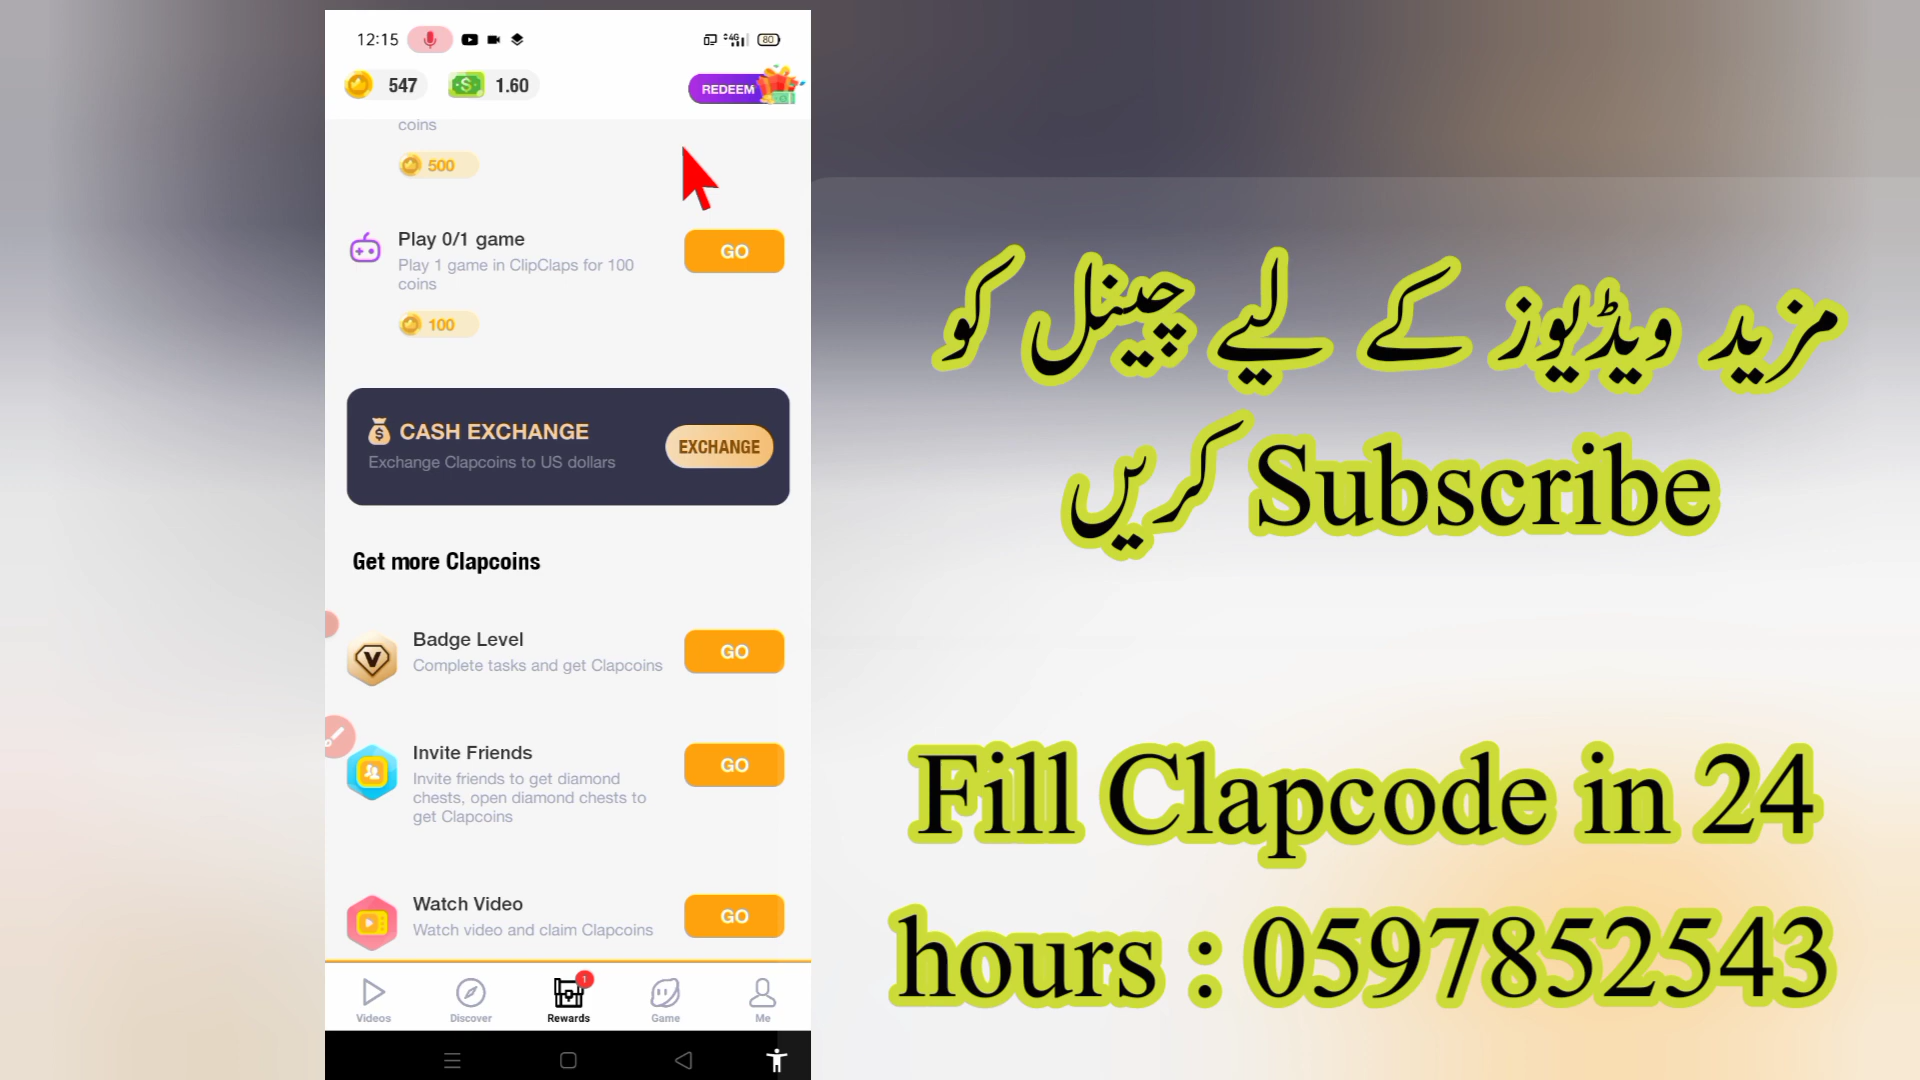 12:15
4G
80
547
1.60
REDEEM
coins
500
Play 0/1 game
GO
Play 1 game in ClipClaps for 100
coins
100
CASH EXCHANGE
EXCHANGE
Exchange Clapcoins to US dollars
Get more Clapcoins
Badge Level
GO
Complete tasks and get Clapcoins
Invite Friends
GO
Invite friends to get diamond
chests, open diamond chests to
get Clapcoins
Watch Video
GO
Watch video and claim Clapcoins
1
Videos
Discover
Rewards
Game
Me
مزید ویڈیوز کے لیے چینل کو
Subscribe کریں
Fill Clapcode in 24
hours : 0597852543